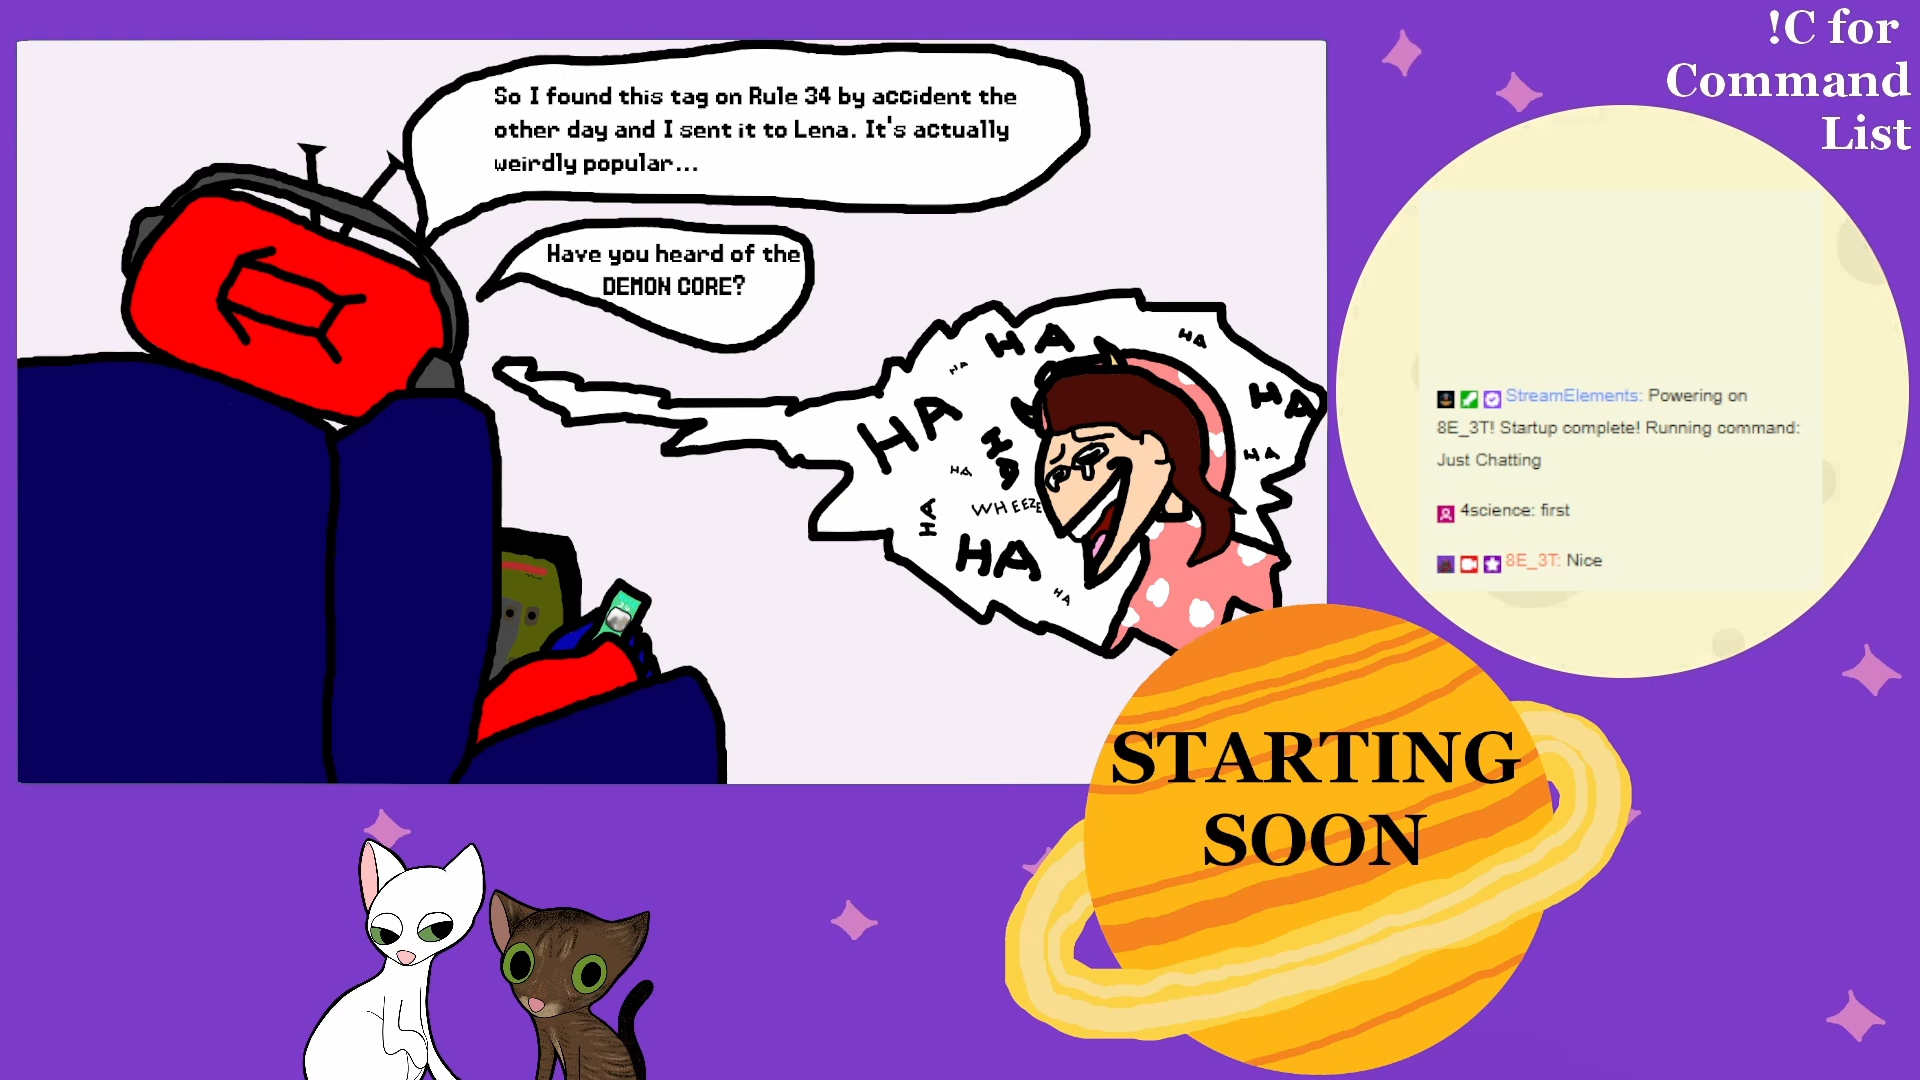 !C for
Command
List
So I found this tag on Rule 34 by accident the
other day and I sent it to Lena. It's actually
weirdly popular...
Have you heard of the
DEMON CORE?
HA
HA
HA
HA
HA
HA
HA
HA
HA
WHEEZE
HA
HA
StreamElements: Powering on
8E_3T! Startup complete! Running command:
Just Chatting
4science: first
8E_3T: Nice
STARTING
SOON